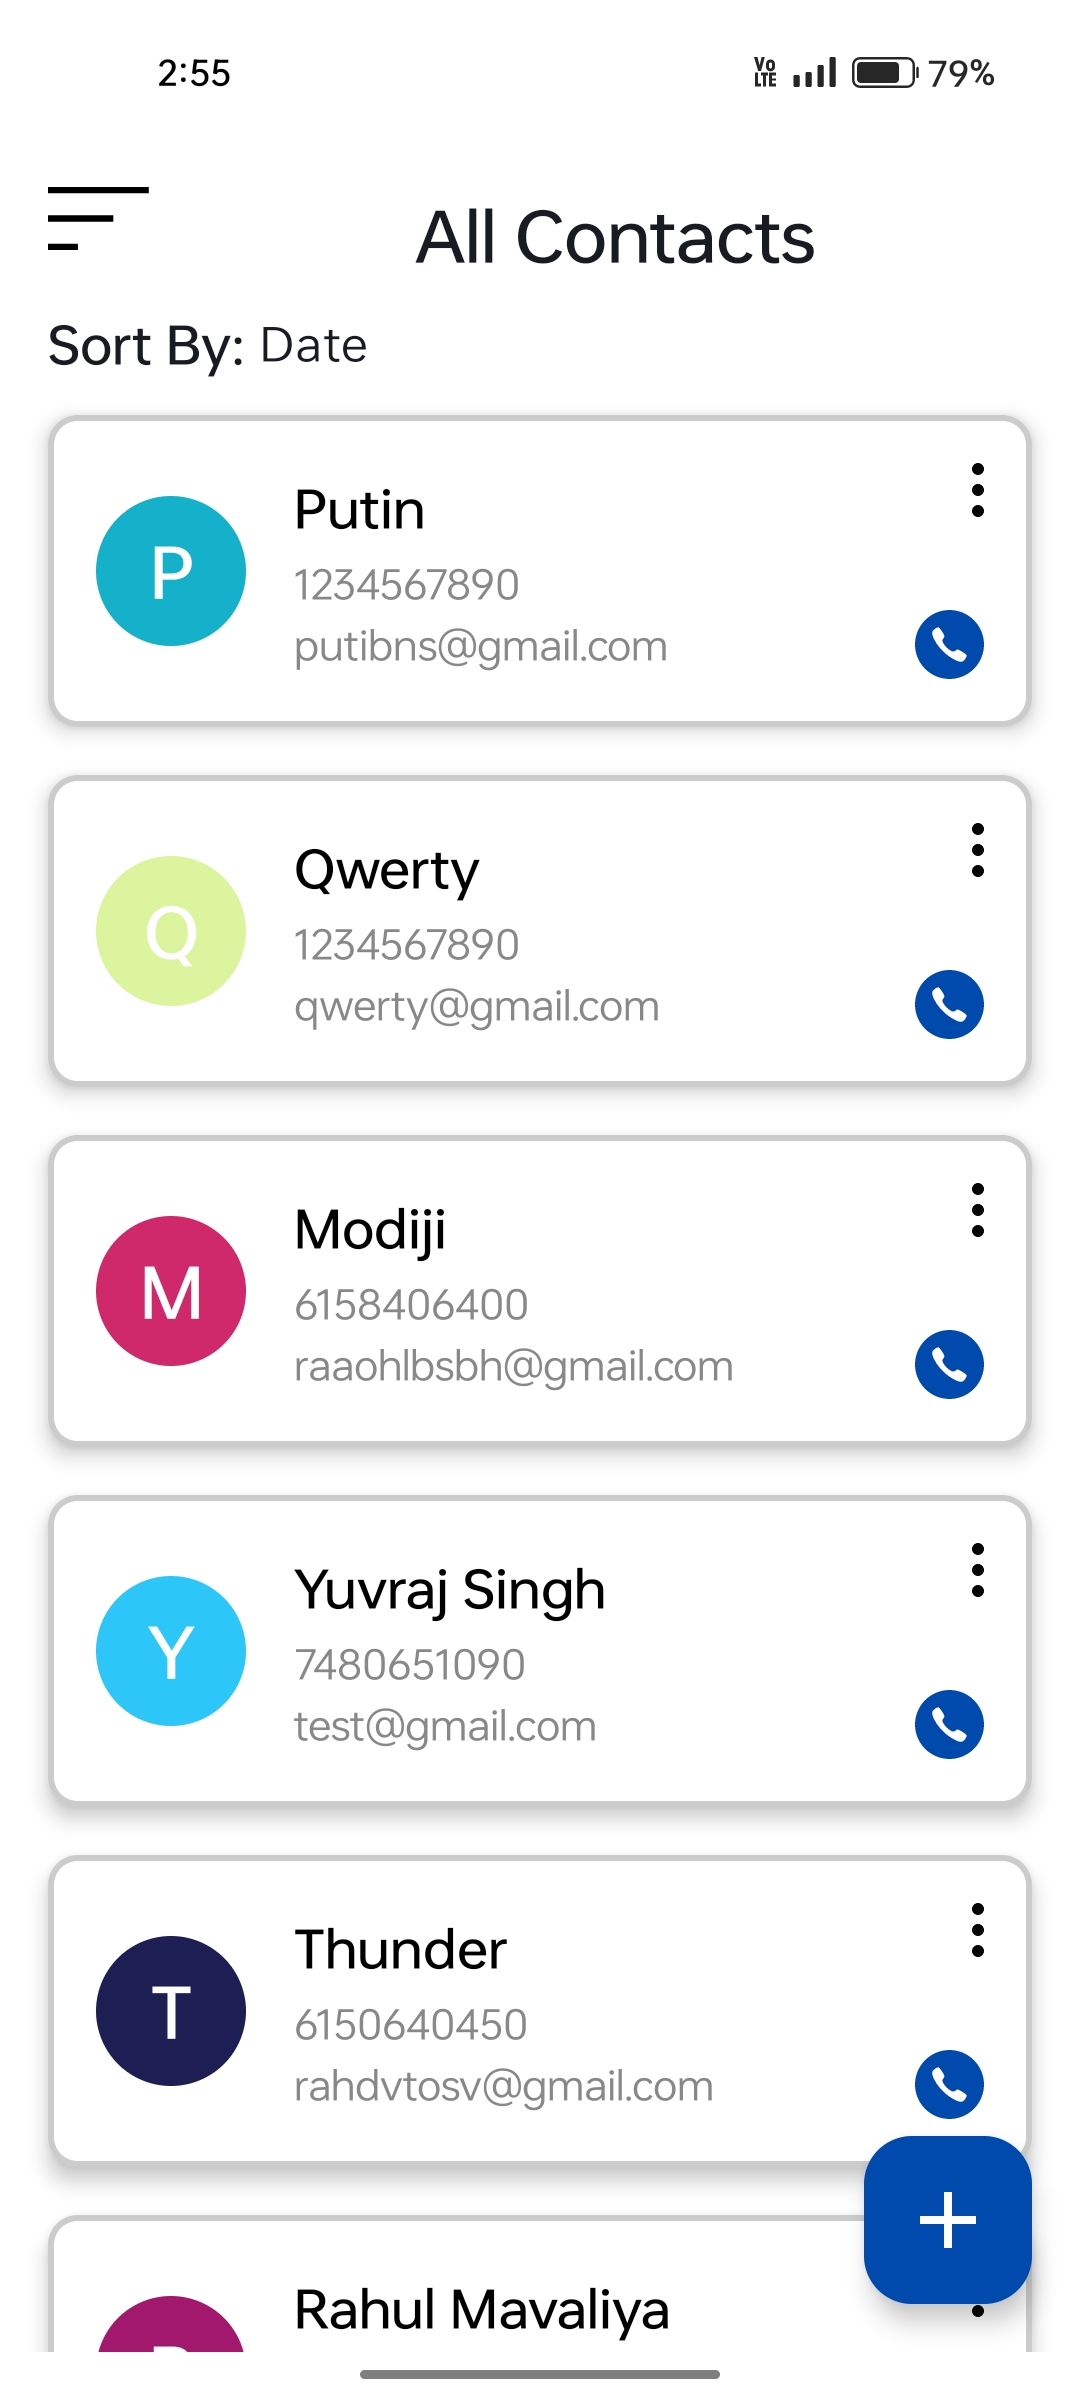 2:55
Vo LTE 79%
All Contacts
Sort By: Date
P
Putin
1234567890
putibns@gmail.com
Q
Qwerty
1234567890
qwerty@gmail.com
M
Modiji
6158406400
raaohlbsbh@gmail.com
Y
Yuvraj Singh
7480651090
test@gmail.com
T
Thunder
6150640450
rahdvtosv@gmail.com
Rahul Mavaliya